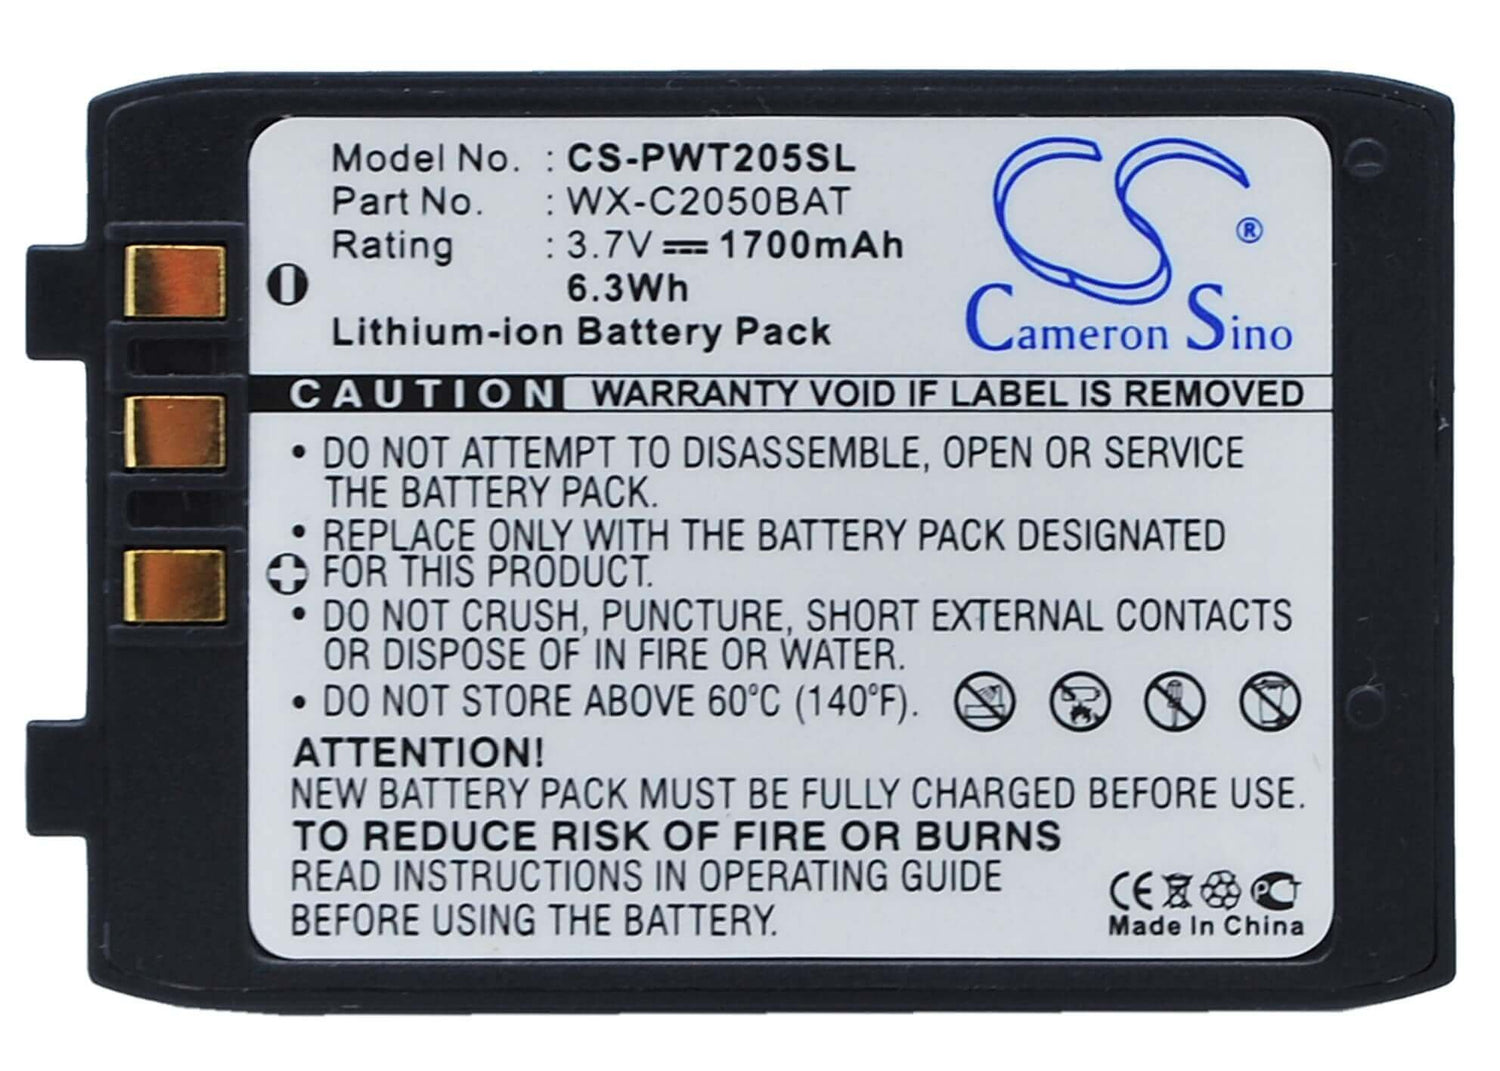 Model No. : CS-PWT205SL
Part No. : WX-C2050BAT
Rating : 3.7V 1700mAh
6.3Wh
Lithium-ion Battery Pack
CS ®
Cameron Sino
CAUTION WARRANTY VOID IF LABEL IS REMOVED
• DO NOT ATTEMPT TO DISASSEMBLE, OPEN OR SERVICE
THE BATTERY PACK.
• REPLACE ONLY WITH THE BATTERY PACK DESIGNATED
FOR THIS PRODUCT.
• DO NOT CRUSH, PUNCTURE, SHORT EXTERNAL CONTACTS
OR DISPOSE OF IN FIRE OR WATER.
• DO NOT STORE ABOVE 60°C (140°F).
ATTENTION!
NEW BATTERY PACK MUST BE FULLY CHARGED BEFORE USE.
TO REDUCE RISK OF FIRE OR BURNS
READ INSTRUCTIONS IN OPERATING GUIDE
BEFORE USING THE BATTERY.
CE PCT
Made In China